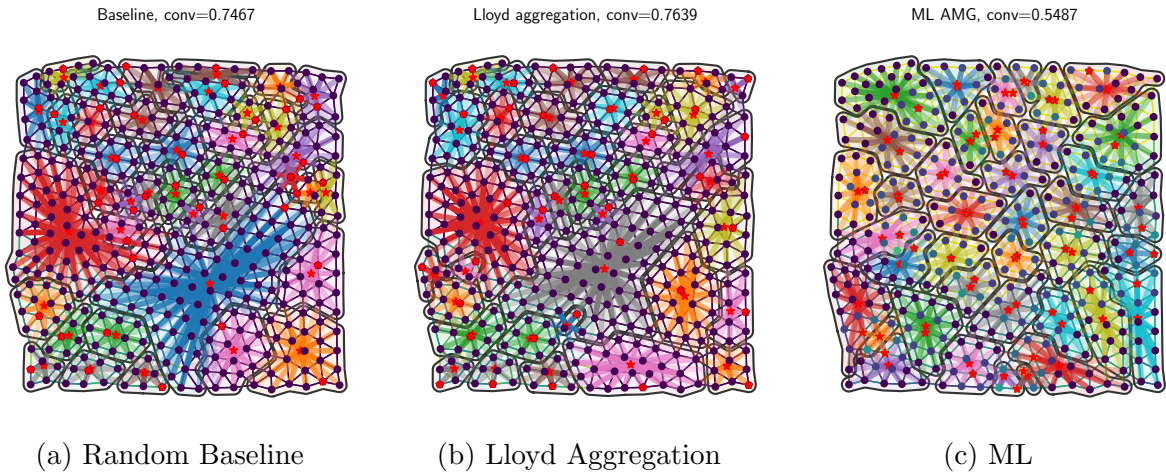 Baseline, conv=0.7467
Lloyd aggregation, conv=0.7639
ML AMG, conv=0.5487
(a) Random Baseline
(b) Lloyd Aggregation
(c) ML